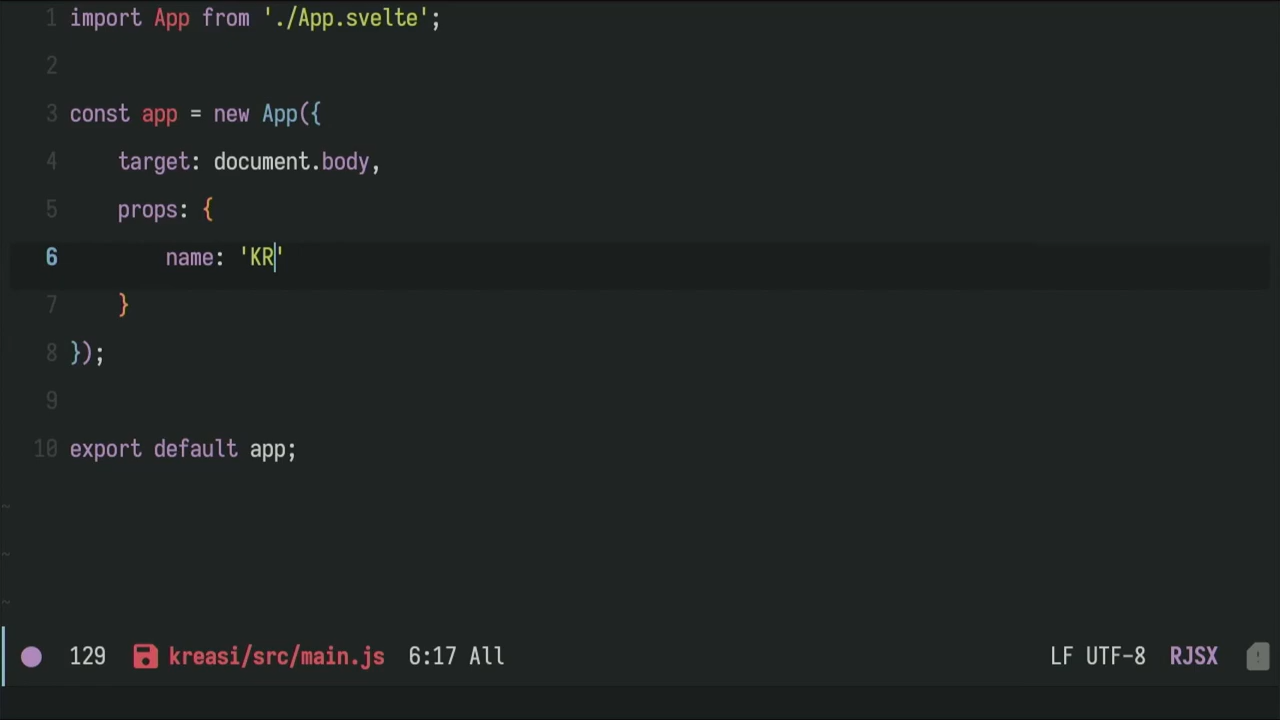 1 import App from './App.svelte';
2
3 const app = new App({
4     target: document.body,
5     props: {
6         name: 'KR'
7     }
8 });
9
10 export default app;
~
~
~
129 kreasi/src/main.js 6:17 All LF UTF-8 RJSX